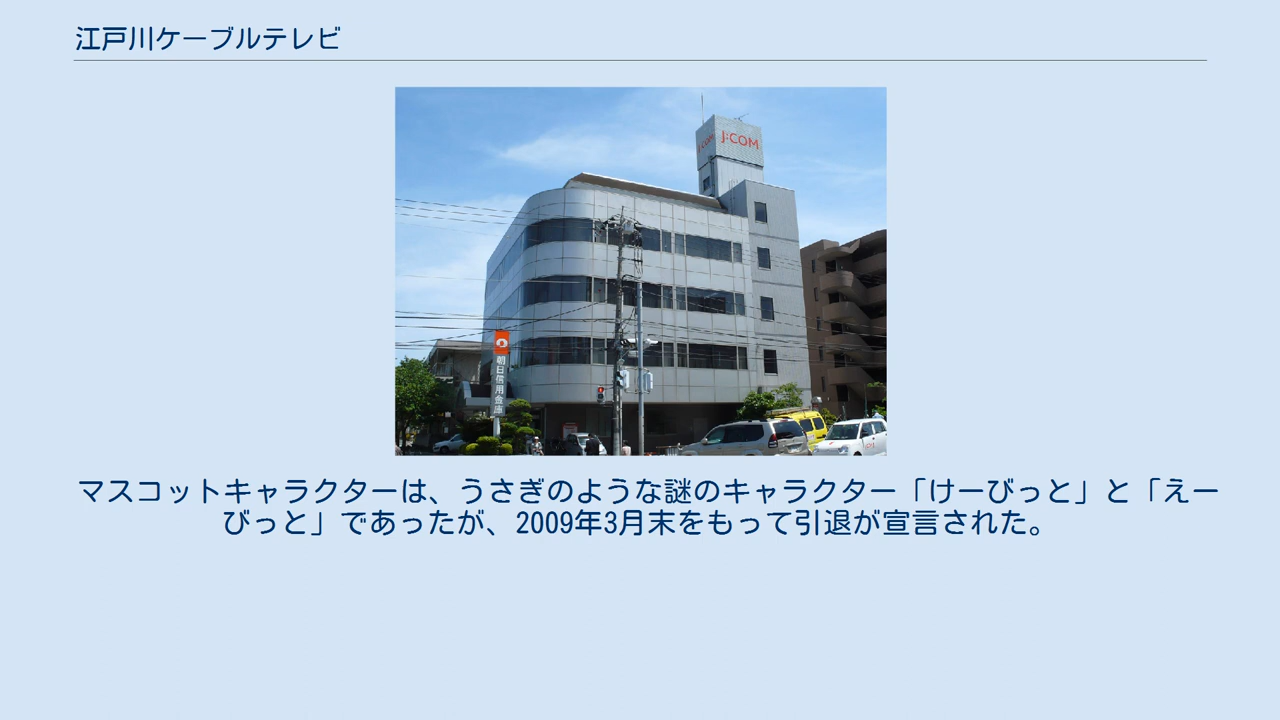 江戸川ケーブルテレビ
J:COM
J:COM
朝日信用金庫
マスコットキャラクターは、うさぎのような謎のキャラクター「けーびっと」と「えー
びっと」であったが、2009年3月末をもって引退が宣言された。